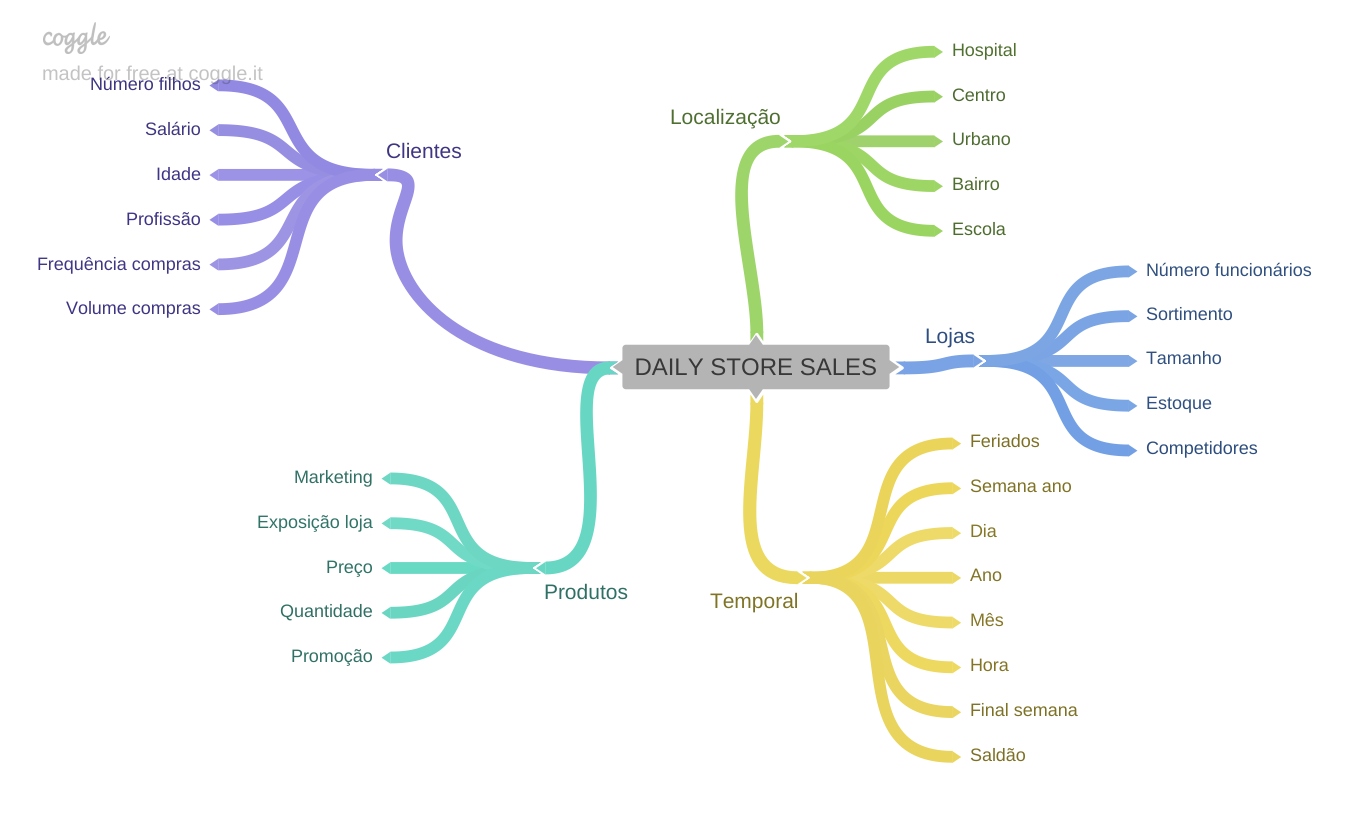 coggle
made for free at coggle.it
Clientes
Número filhos
Salário
Idade
Profissão
Frequência compras
Volume compras
Localização
Hospital
Centro
Urbano
Bairro
Escola
DAILY STORE SALES
Lojas
Número funcionários
Sortimento
Tamanho
Estoque
Competidores
Produtos
Marketing
Exposição loja
Preço
Quantidade
Promoção
Temporal
Feriados
Semana ano
Dia
Ano
Mês
Hora
Final semana
Saldão